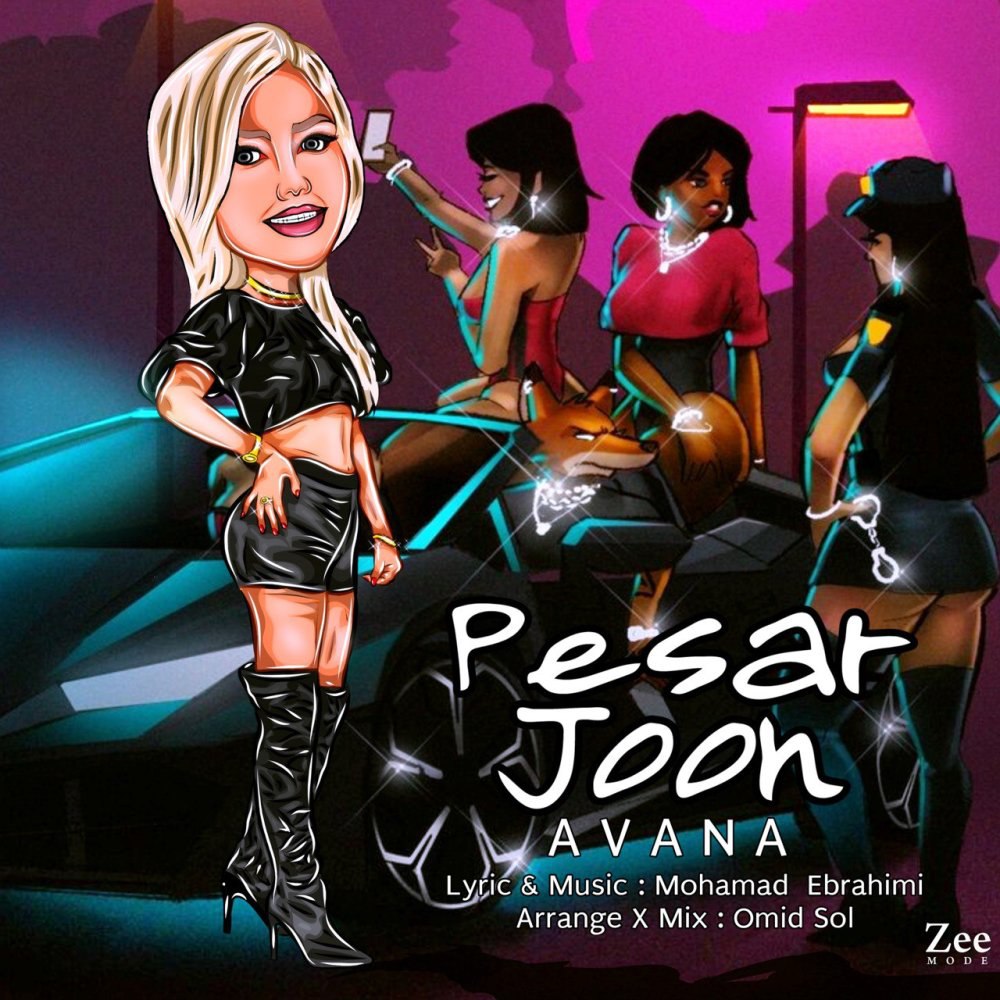 Pesar
Joon
AVANA
Lyric & Music : Mohamad Ebrahimi
Arrange X Mix : Omid Sol
Zee
MODE